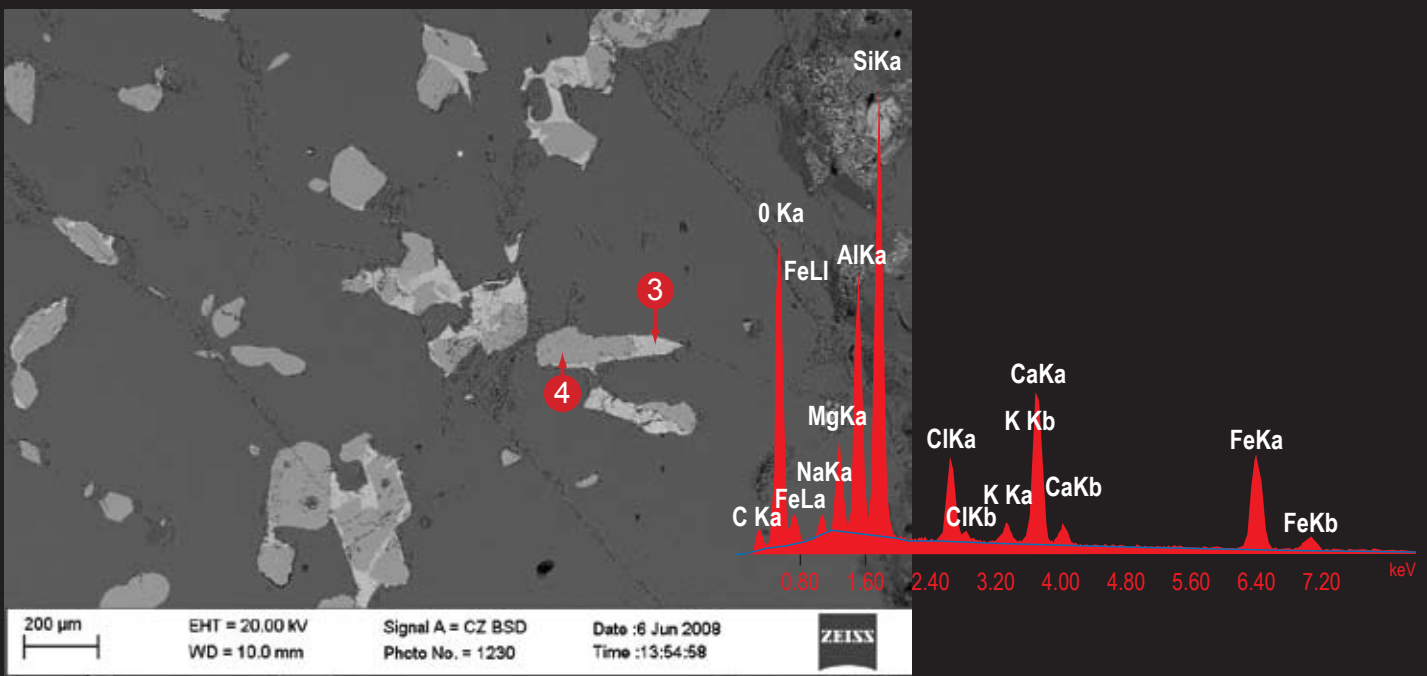 SiKa
0 Ka
FeLl
AlKa
3
4
MgKa
NaKa
FeLa
C Ka
CaKa
K Kb
ClKa
K Ka
CaKb
ClKb
FeKa
FeKb
0.80 1.60 2.40 3.20 4.00 4.80 5.60 6.40 7.20 keV
200 µm
EHT = 20.00 kV
WD = 10.0 mm
Signal A = CZ BSD
Photo No. = 1230
Date :6 Jun 2008
Time :13:54:58
ZEISS